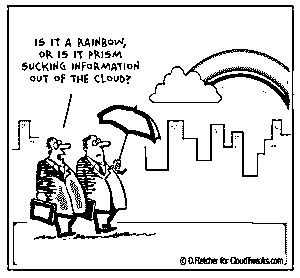 IS IT A RAINBOW,
OR IS IT PRISM
SUCKING INFORMATION
OUT OF THE CLOUD?
© D.Fletcher for CloudTweaks.com